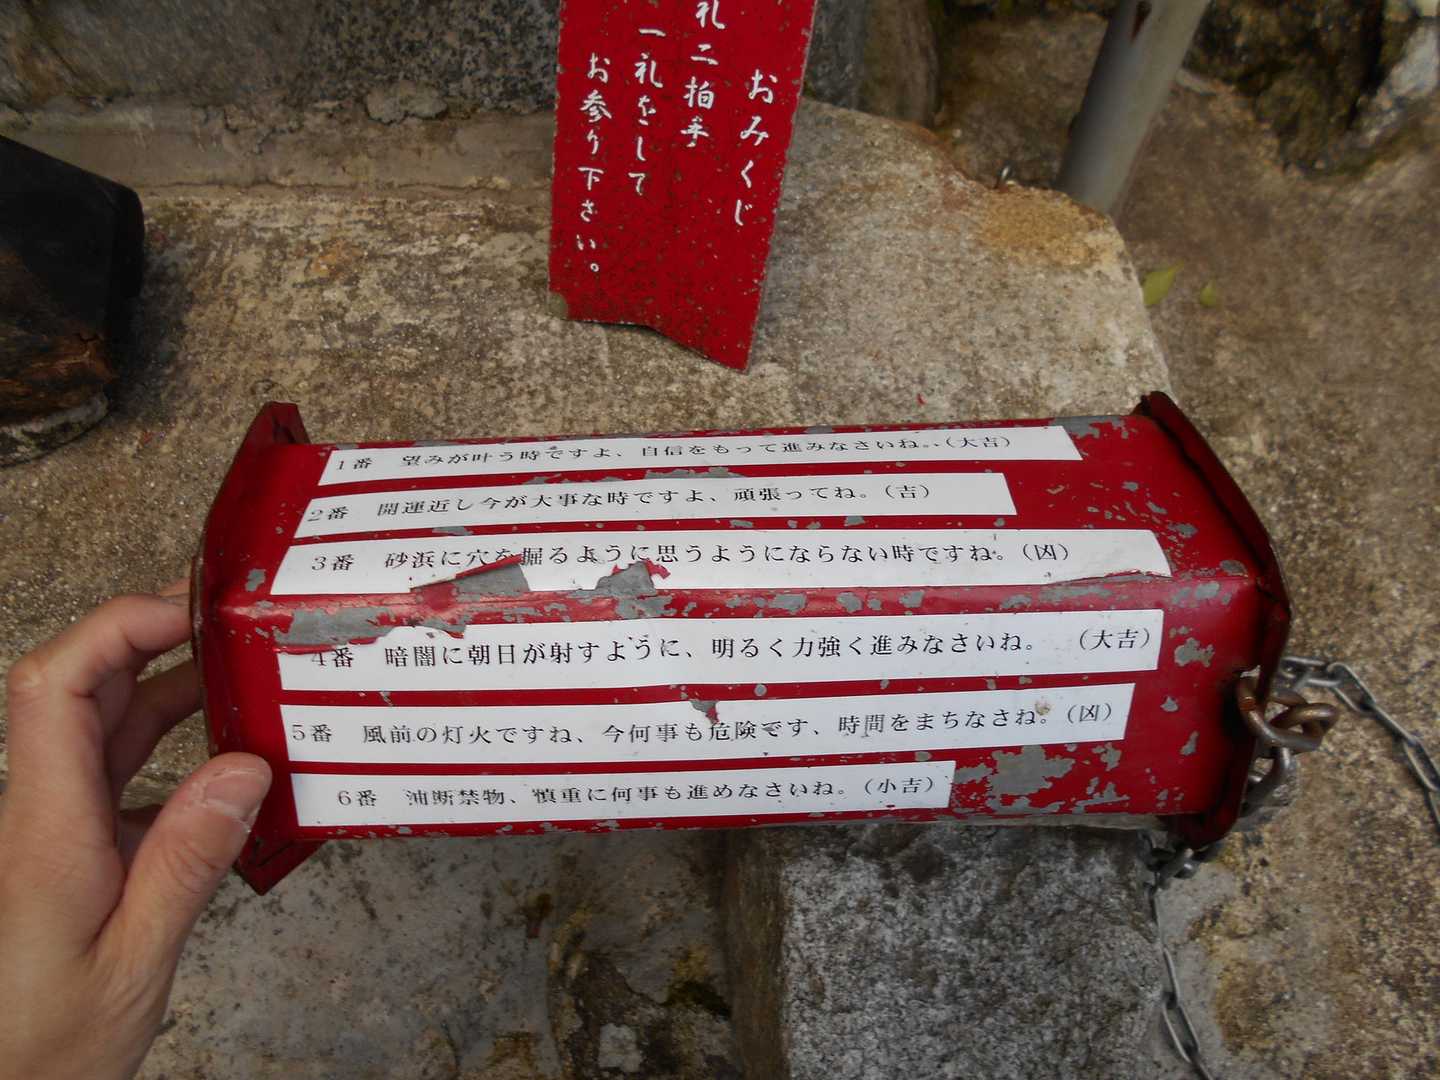 おみくじ
礼二拍手
一礼をして
お参り下さい。
1番 望みが叶う時ですよ、自信をもって進みなさいね。(大吉)
2番 開運近し今が大事な時ですよ、頑張ってね。(吉)
3番 砂浜に穴を掘るように思うようにならない時ですね。(凶)
4番 暗闇に朝日が射すように、明るく力強く進みなさいね。 (大吉)
5番 風前の灯火ですね、今何事も危険です、時間をまちなさね。(凶)
6番 油断禁物、慎重に何事も進めなさいね。(小吉)